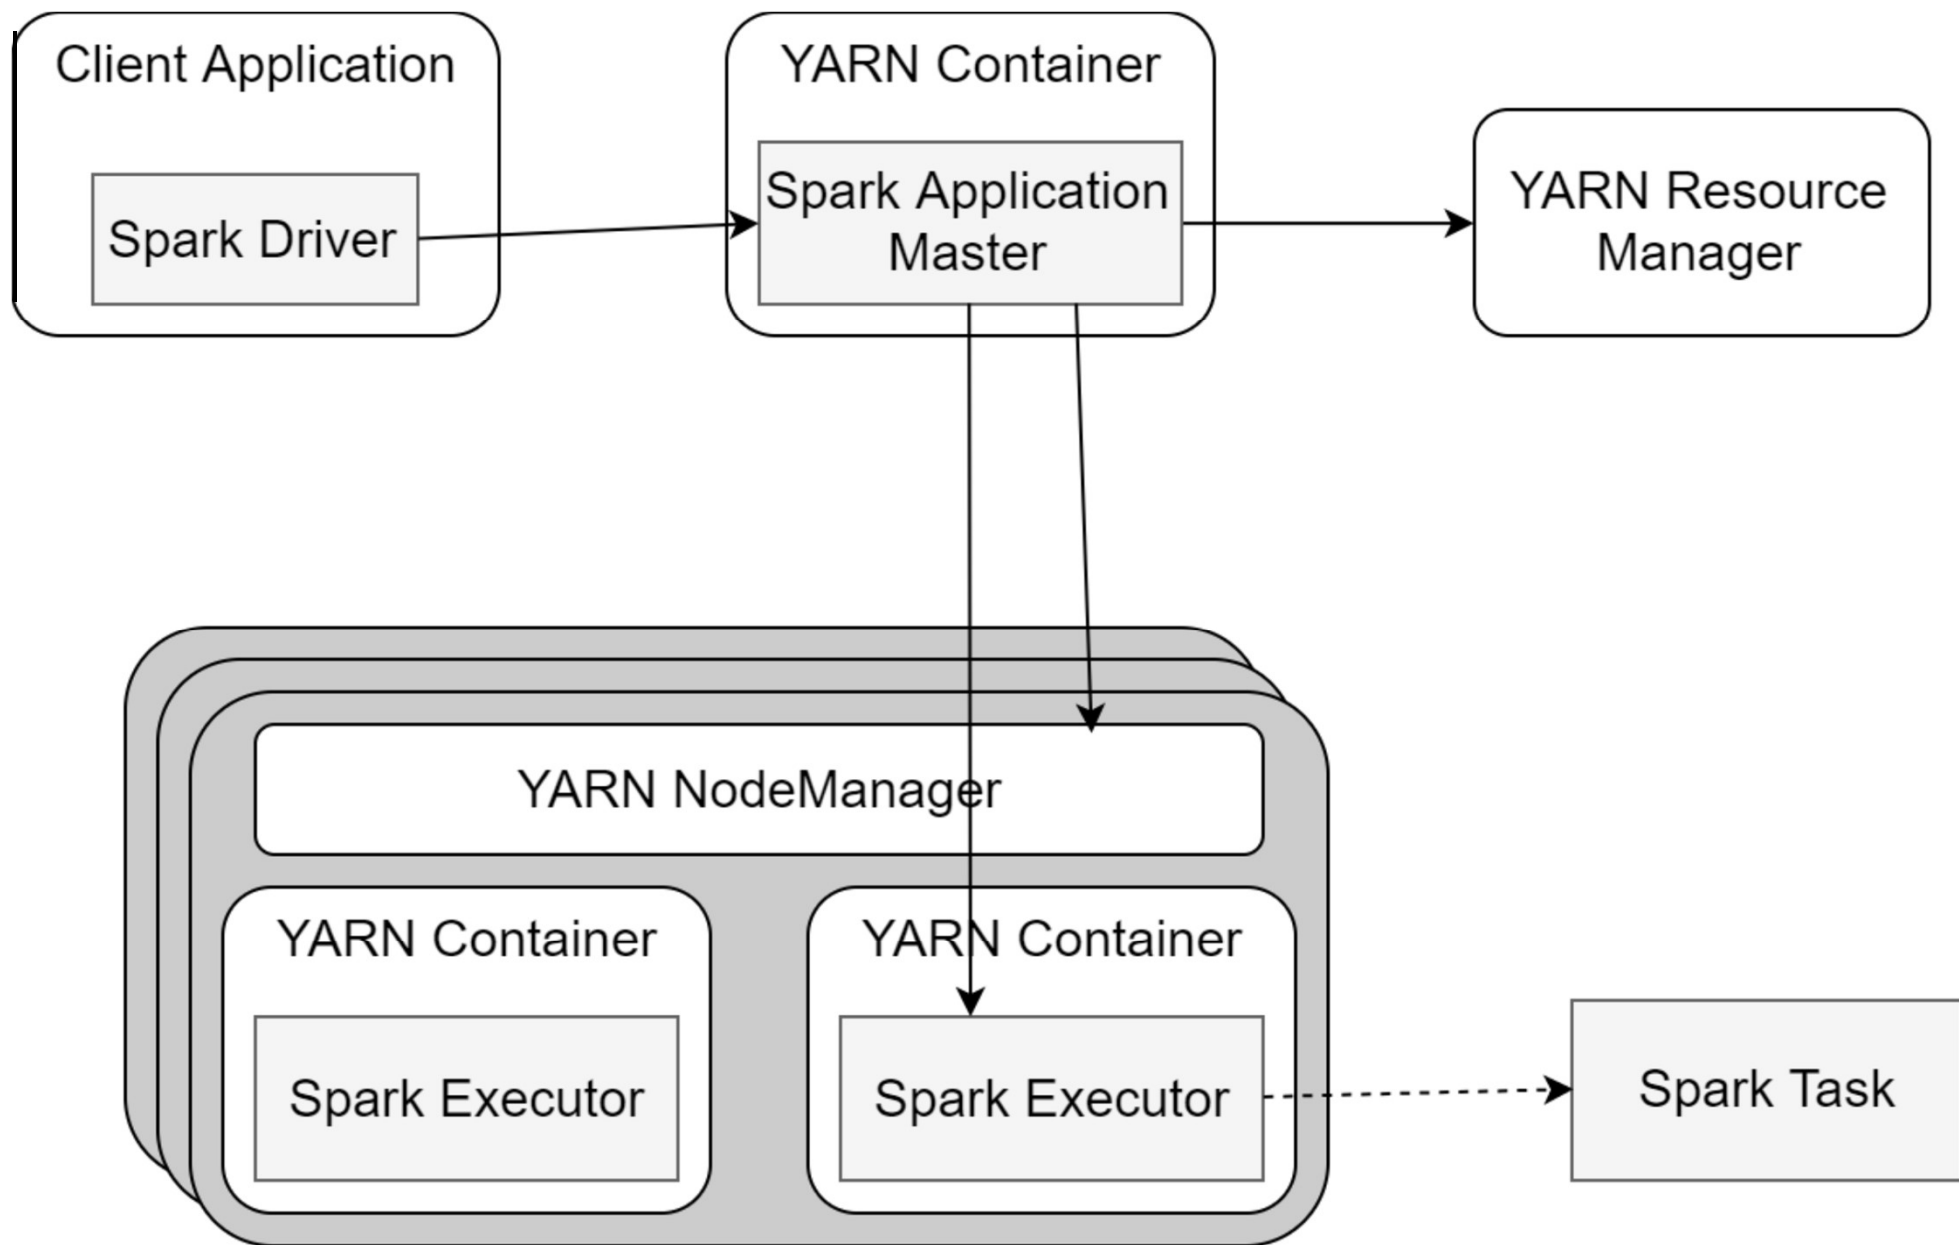 Client Application
Spark Driver
YARN Container
Spark Application
Master
YARN Resource
Manager
YARN NodeManager
YARN Container
Spark Executor
YARN Container
Spark Executor
Spark Task